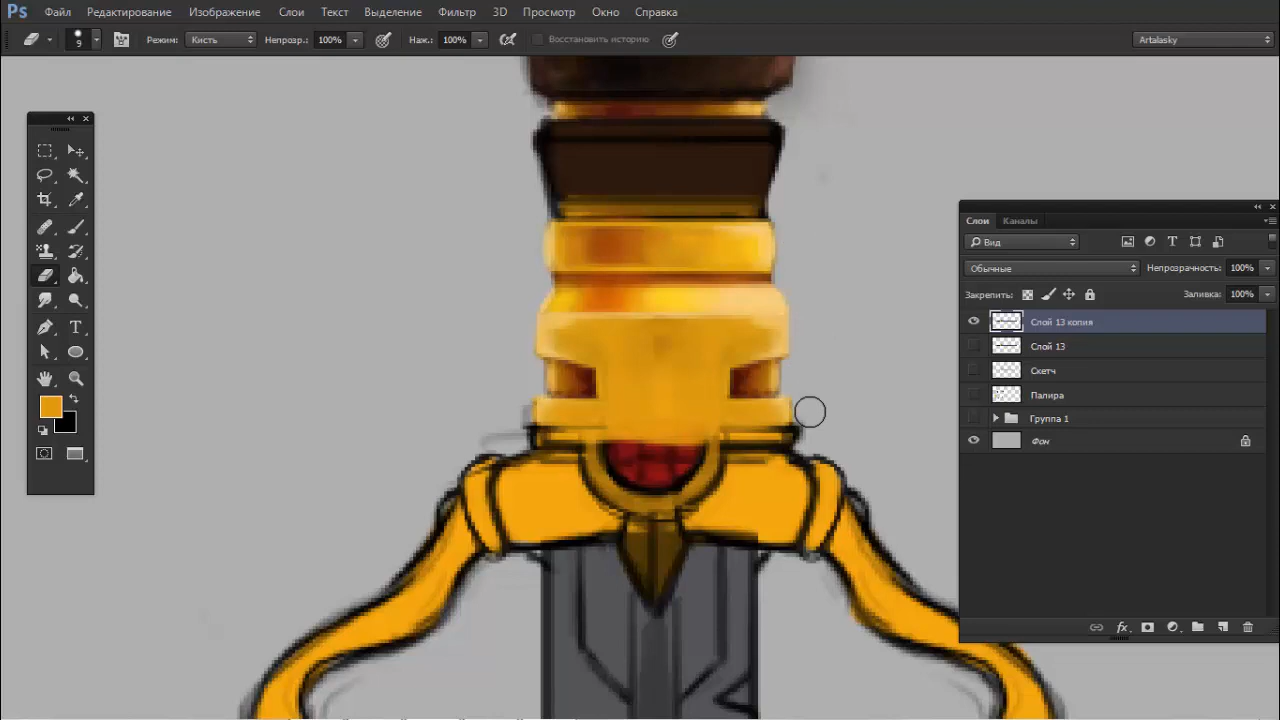 Ps Файл Редактирование Изображение Слои Текст Выделение Фильтр 3D Просмотр Окно Справка
9 Режим: Кисть Непрозр.: 100% Наж.: 100% Восстановить историю Artalasky
Слои Каналы
Вид
Обычные Непрозрачность: 100%
Закрепить: Заливка: 100%
Слой 13 копия
Слой 13
Скетч
Палира
Группа 1
Фон